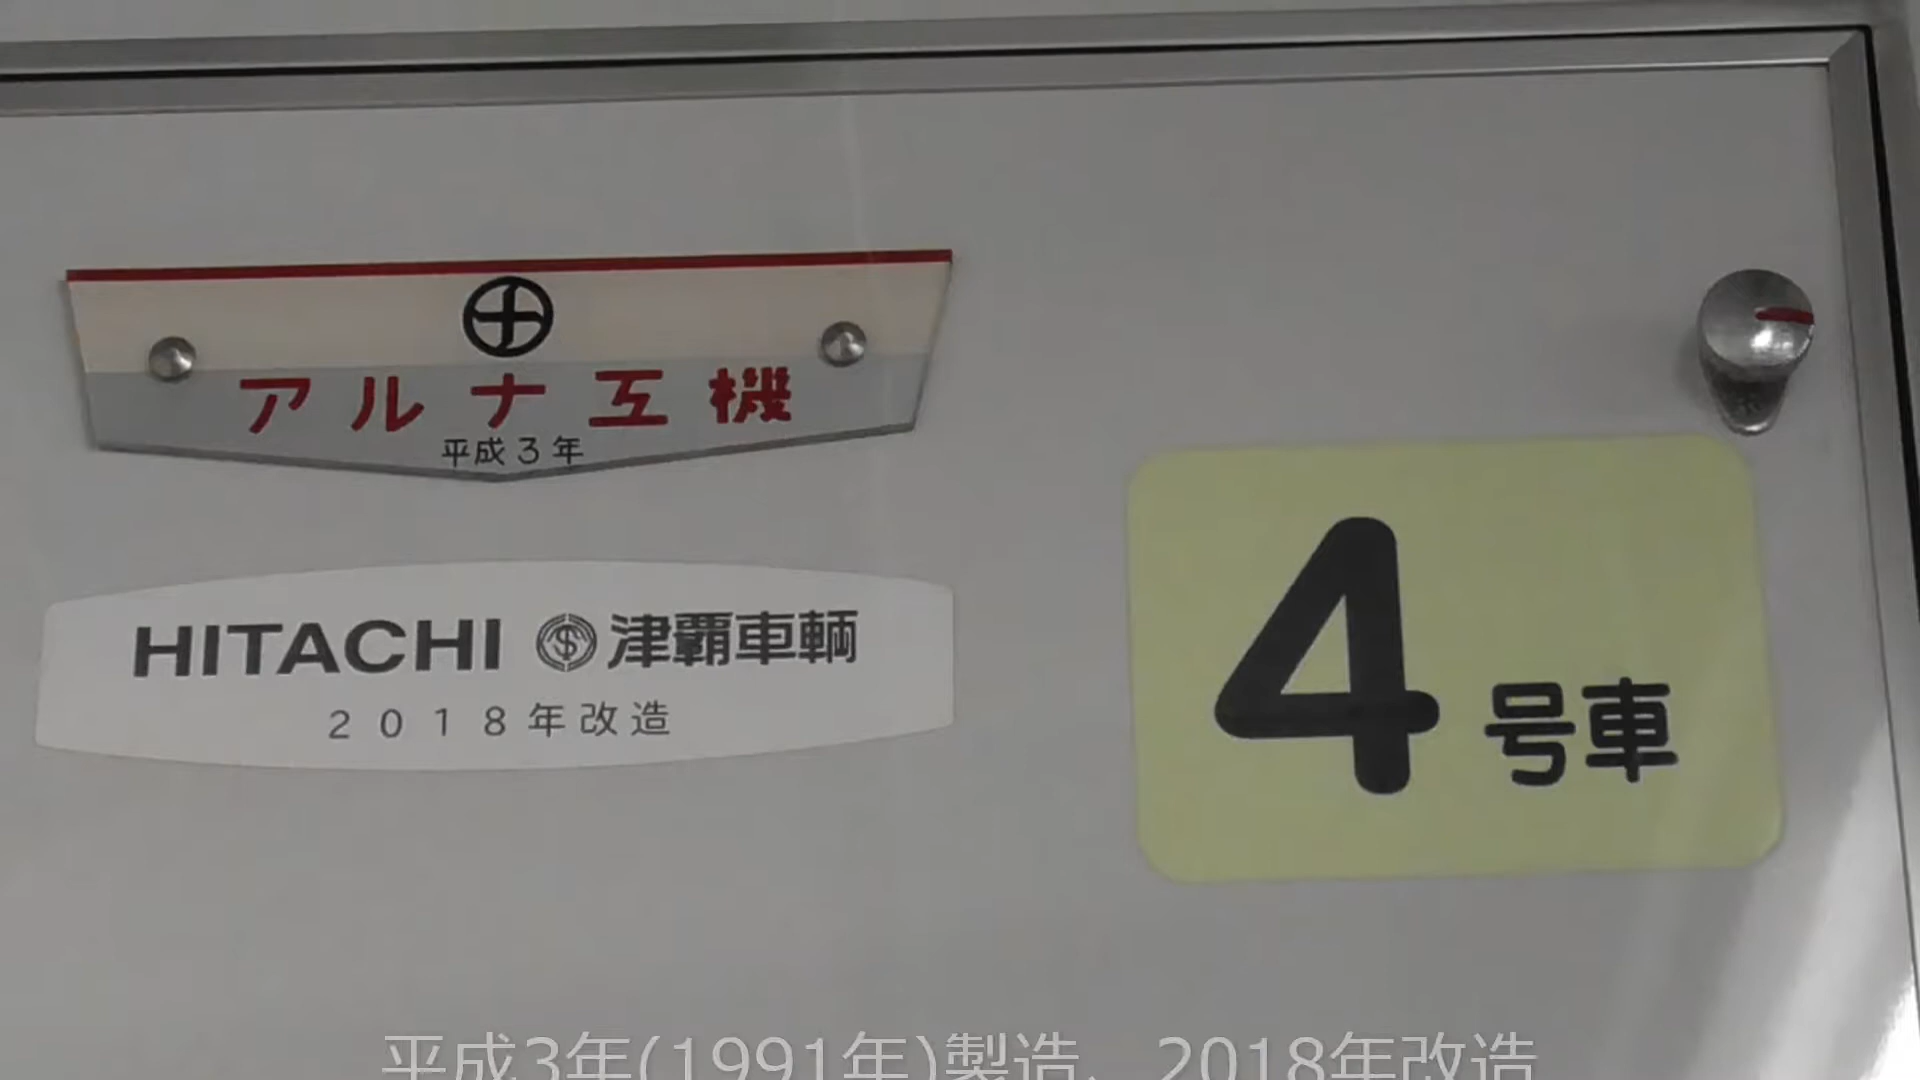 アルナ工機
平成3年
HITACHI 津覇車輌
2018年改造
4号車
平成3年(1991年)製造、2018年改造